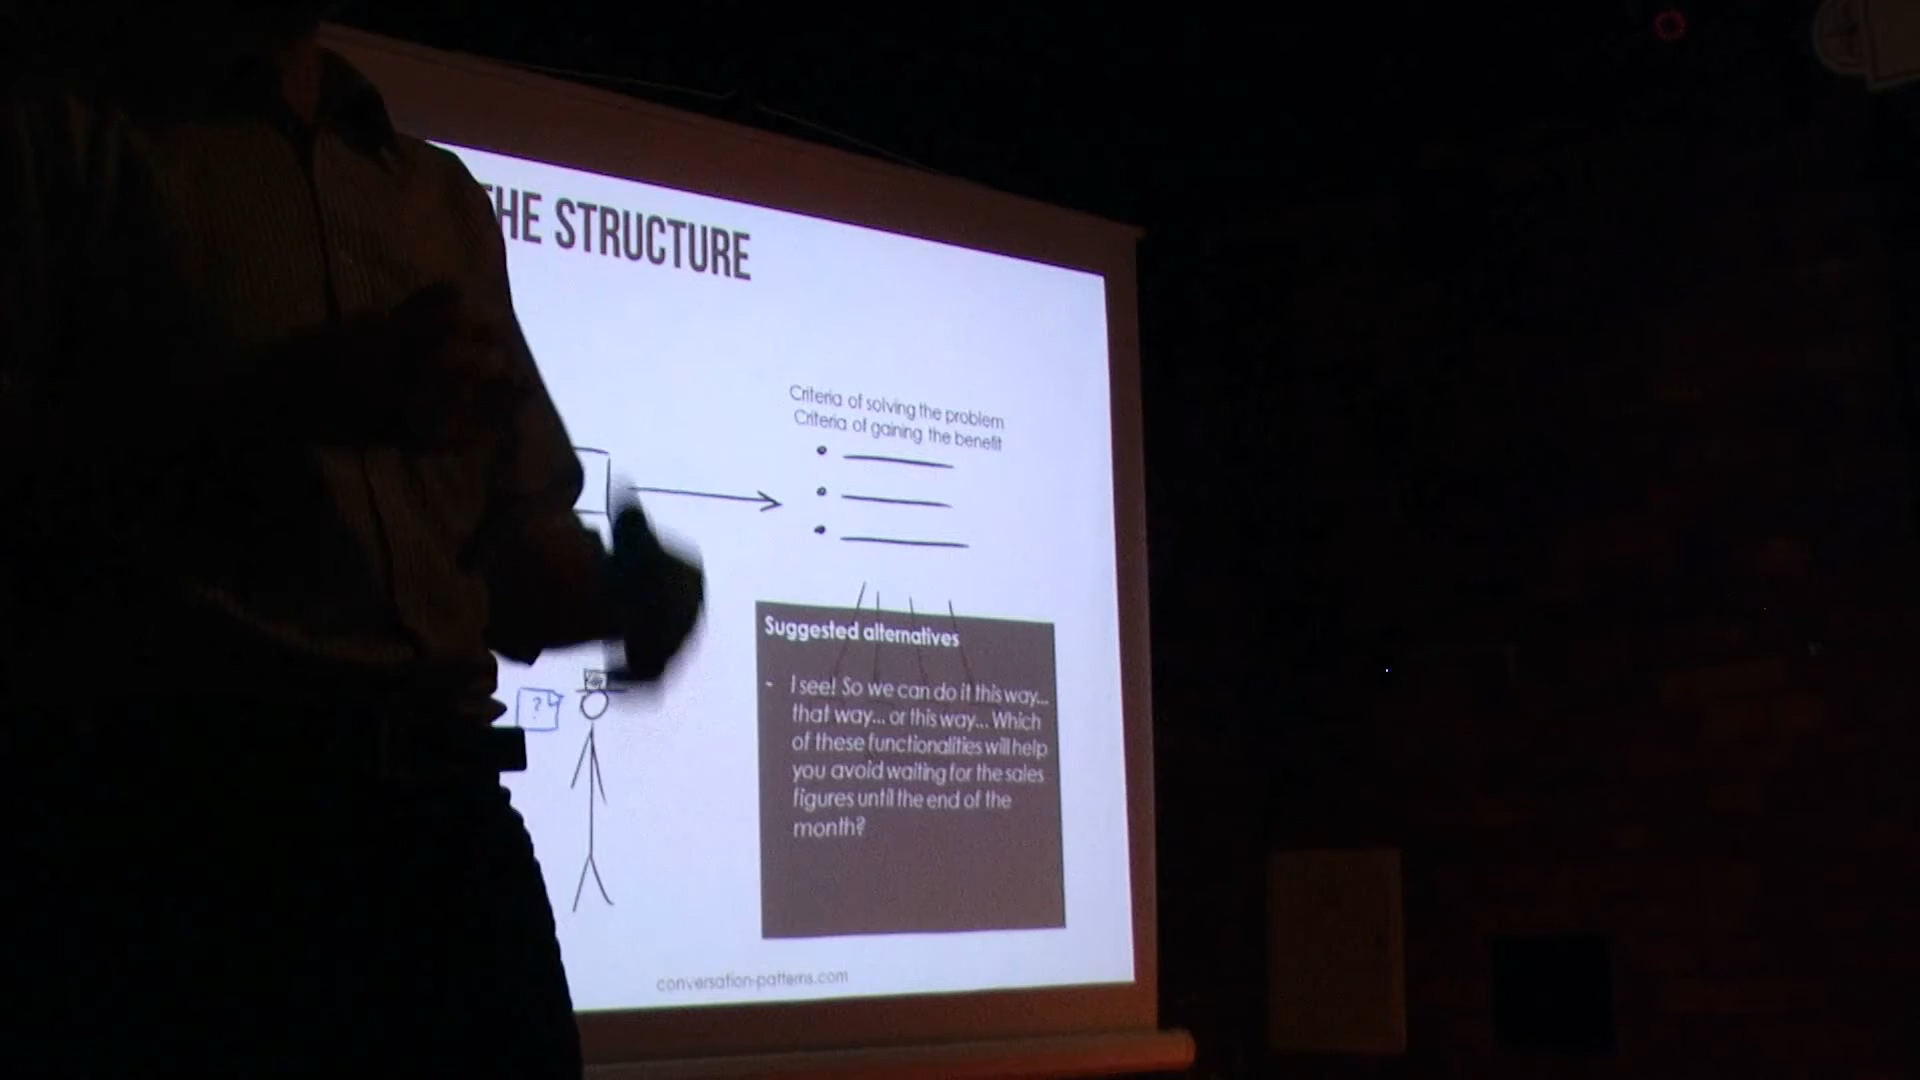 THE STRUCTURE
Criteria of solving the problem
Criteria of gaining the benefit
?
Suggested alternatives
- I see! So we can do it this way...
that way... or this way... Which
of these functionalities will help
you avoid waiting for the sales
figures until the end of the
month?
conversation-patterns.com